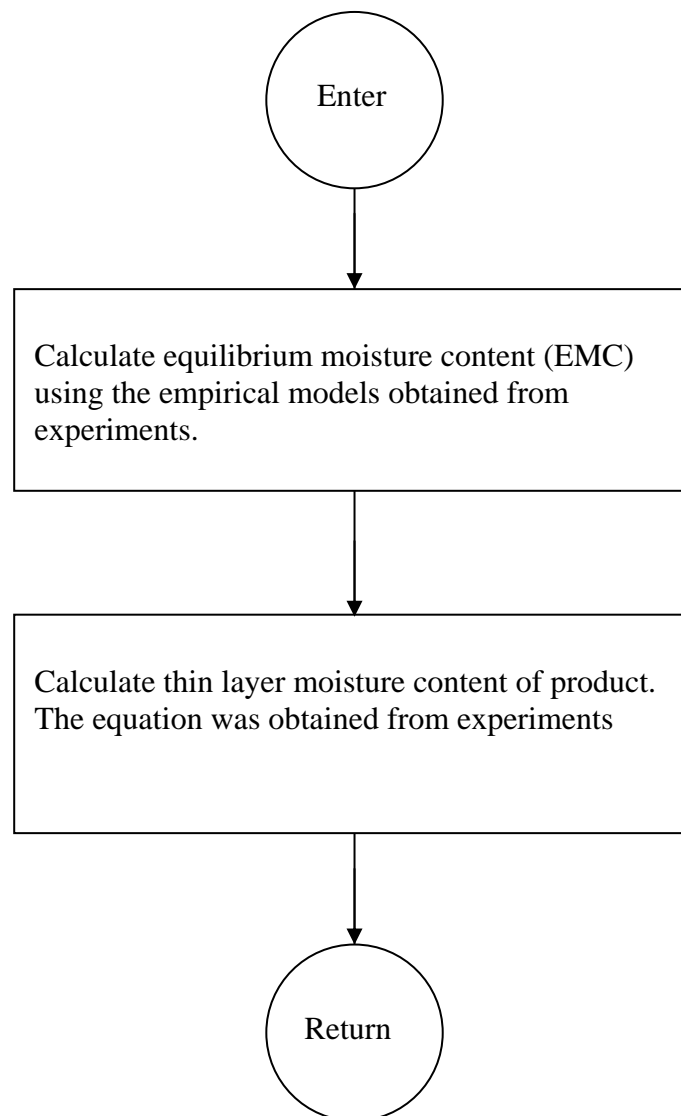 Enter
Calculate equilibrium moisture content (EMC)
using the empirical models obtained from
experiments.
Calculate thin layer moisture content of product.
The equation was obtained from experiments
Return